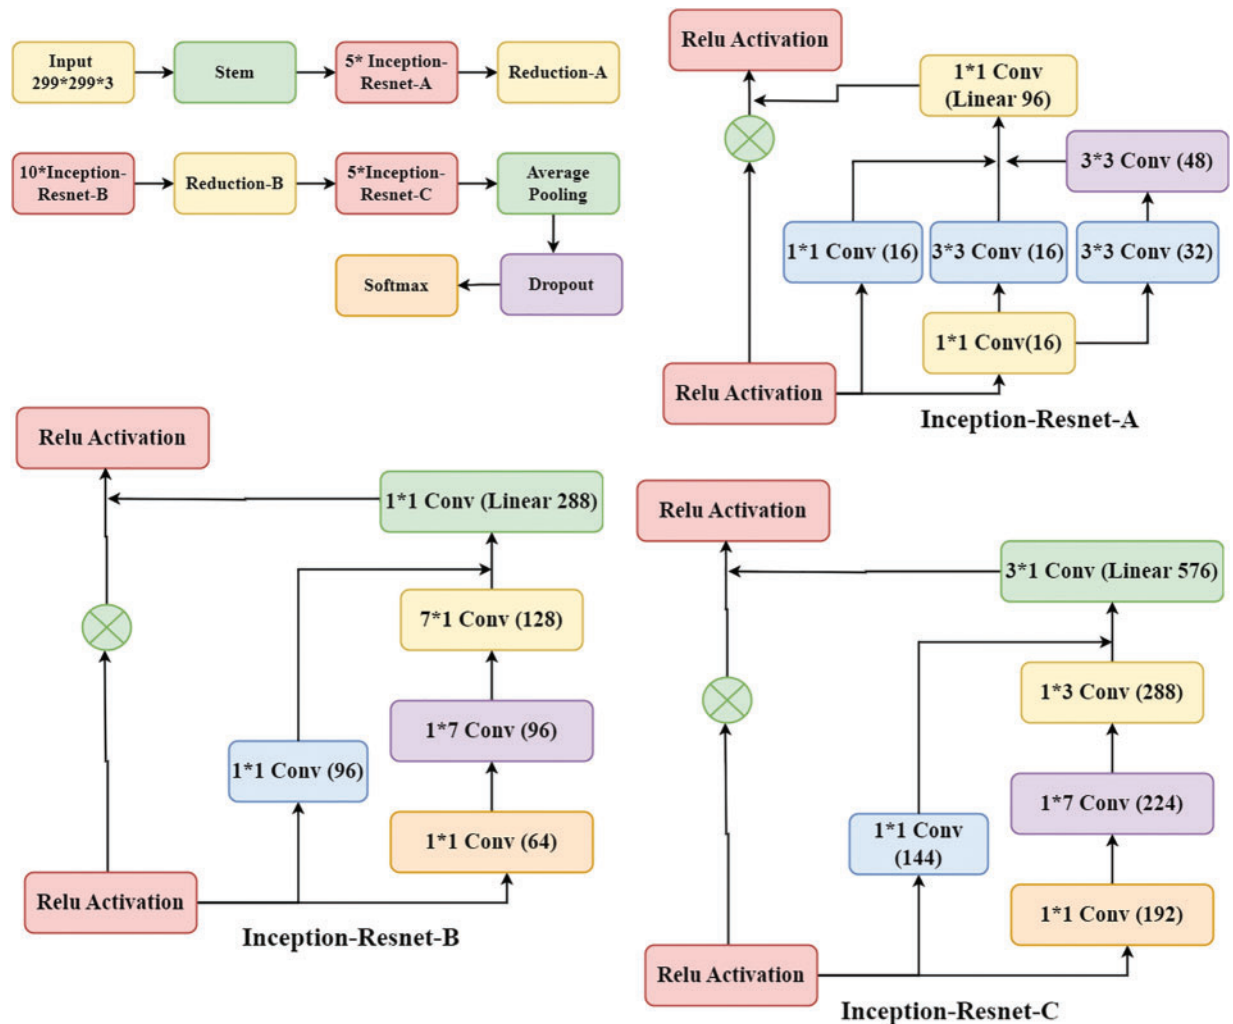 Input
299*299*3
Stem
5* Inception-
Resnet-A
Reduction-A
10*Inception-
Resnet-B
Reduction-B
5*Inception-
Resnet-C
Average
Pooling
Softmax
Dropout
Relu Activation
1*1 Conv
(Linear 96)
3*3 Conv (48)
1*1 Conv (16)
3*3 Conv (16)
3*3 Conv (32)
1*1 Conv(16)
Relu Activation
Inception-Resnet-A
Relu Activation
1*1 Conv (Linear 288)
7*1 Conv (128)
1*7 Conv (96)
1*1 Conv (96)
1*1 Conv (64)
Relu Activation
Inception-Resnet-B
Relu Activation
3*1 Conv (Linear 576)
1*3 Conv (288)
1*7 Conv (224)
1*1 Conv
(144)
1*1 Conv (192)
Relu Activation
Inception-Resnet-C